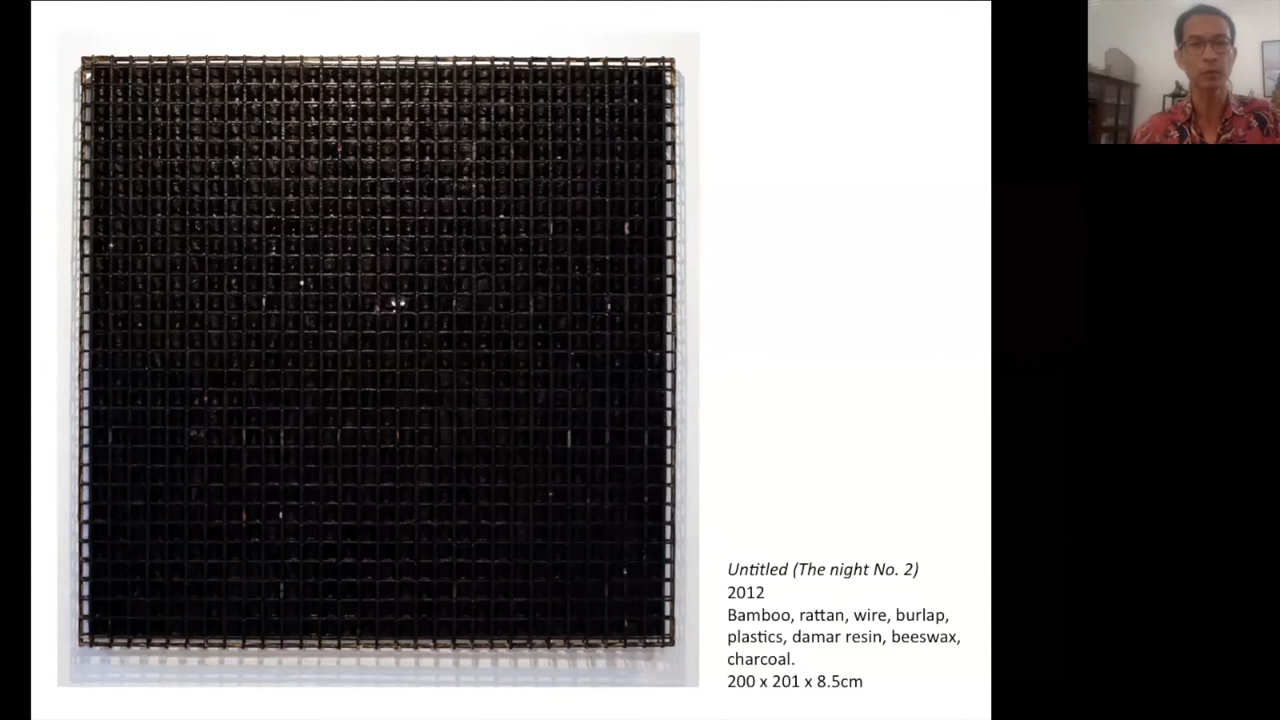 Untitled (The night No. 2)
2012
Bamboo, rattan, wire, burlap,
plastics, damar resin, beeswax,
charcoal.
200 x 201 x 8.5cm